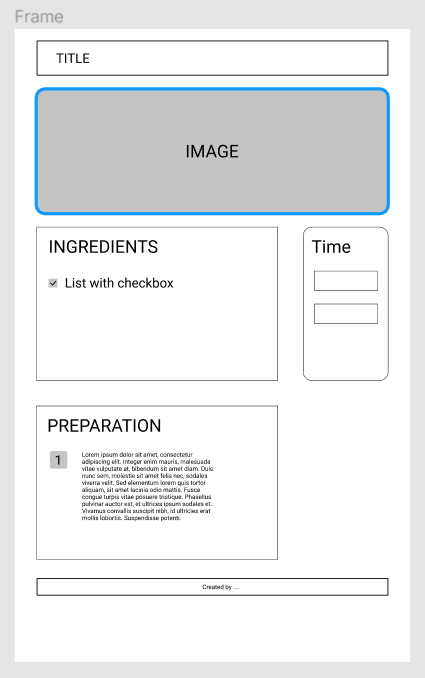 Frame
TITLE
IMAGE
INGREDIENTS
Time
List with checkbox
PREPARATION
1
Lorem ipsum dolor sit amet, consectetur
adipiscing elit. Integer enim mauris, malesuada
vitae vulputate at, bibendum sit amet diam. Duis
nunc sem, molestie sit amet felis nec, sodales
viverra velit. Sed elementum lorem quis tortor
aliquam, sit amet lacinia odio mattis. Fusce
congue turpis vitae posuere tristique. Phasellus
pulvinar auctor est, et ultrices ipsum sodales et.
Vivamus convallis suscipit nibh, id ultricies erat
mollis lobortis. Suspendisse potenti.
Created by ....